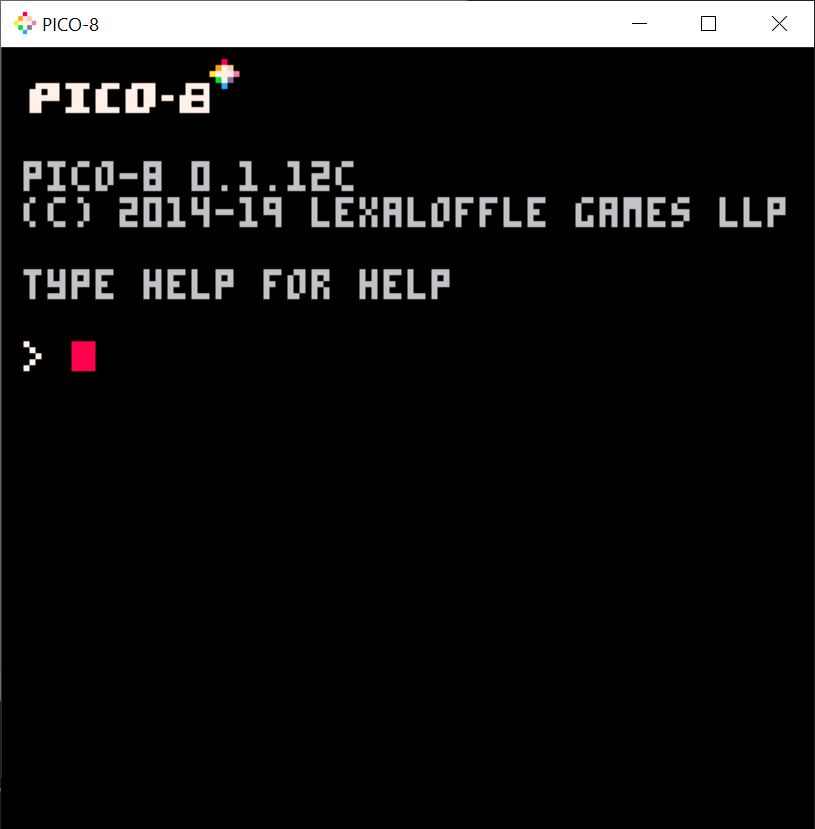 PICO-8
PICO-8
PICO-8 0.1.12C
(C) 2014-19 LEXALOFFLE GAMES LLP
TYPE HELP FOR HELP
>